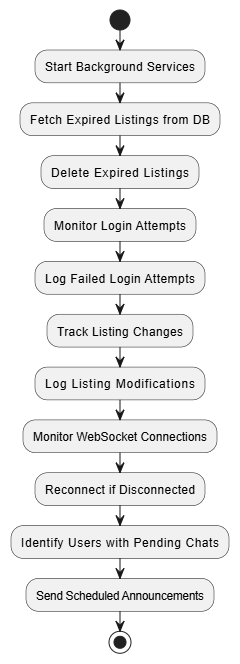 Start Background Services
Fetch Expired Listings from DB
Delete Expired Listings
Monitor Login Attempts
Log Failed Login Attempts
Track Listing Changes
Log Listing Modifications
Monitor WebSocket Connections
Reconnect if Disconnected
Identify Users with Pending Chats
Send Scheduled Announcements